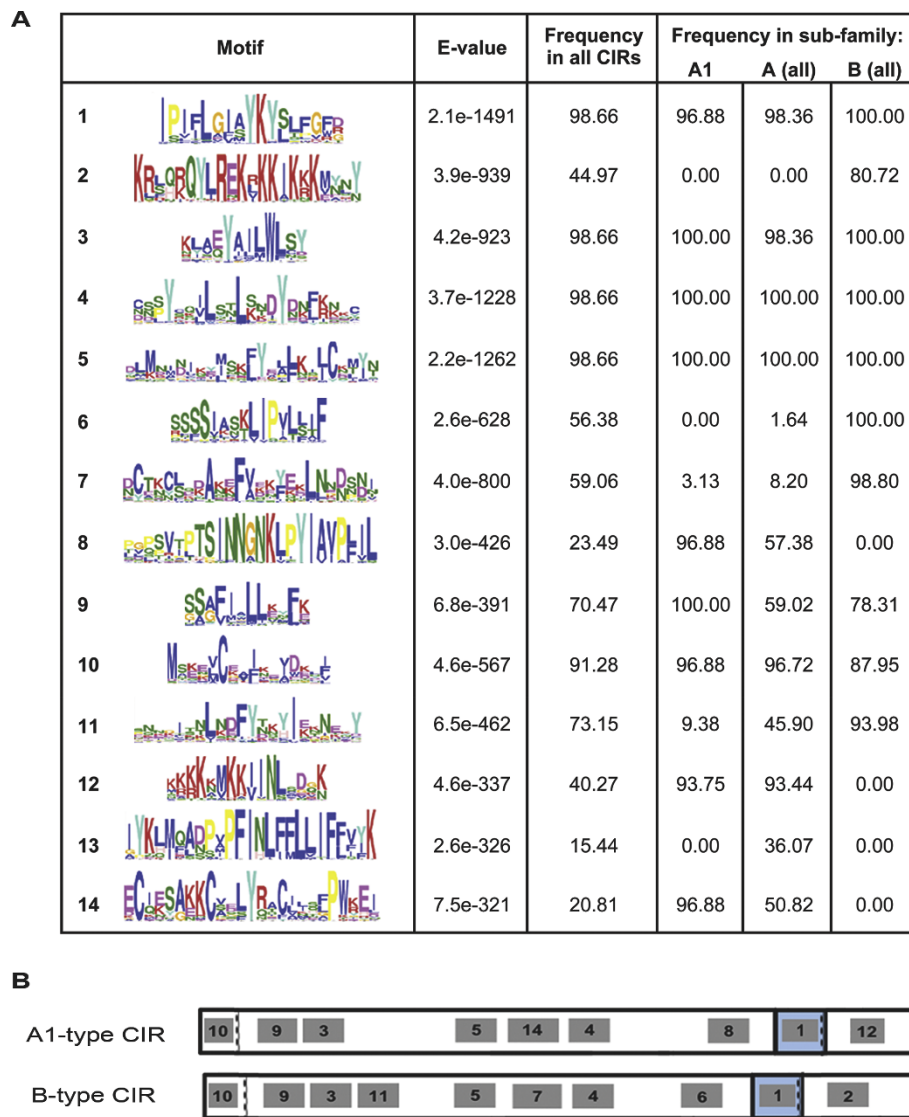 A
Motif E-value Frequency in all CIRs Frequency in sub-family:
A1 A (all) B (all)
1 2.1e-1491 98.66 96.88 98.36 100.00
2 3.9e-939 44.97 0.00 0.00 80.72
3 4.2e-923 98.66 100.00 98.36 100.00
4 3.7e-1228 98.66 100.00 100.00 100.00
5 2.2e-1262 98.66 100.00 100.00 100.00
6 2.6e-628 56.38 0.00 1.64 100.00
7 4.0e-800 59.06 3.13 8.20 98.80
8 3.0e-426 23.49 96.88 57.38 0.00
9 6.8e-391 70.47 100.00 59.02 78.31
10 4.6e-567 91.28 96.88 96.72 87.95
11 6.5e-462 73.15 9.38 45.90 93.98
12 4.6e-337 40.27 93.75 93.44 0.00
13 2.6e-326 15.44 0.00 36.07 0.00
14 7.5e-321 20.81 96.88 50.82 0.00
B
A1-type CIR 10 9 3 5 14 4 8 1 12
B-type CIR 10 9 3 11 5 7 4 6 1 2